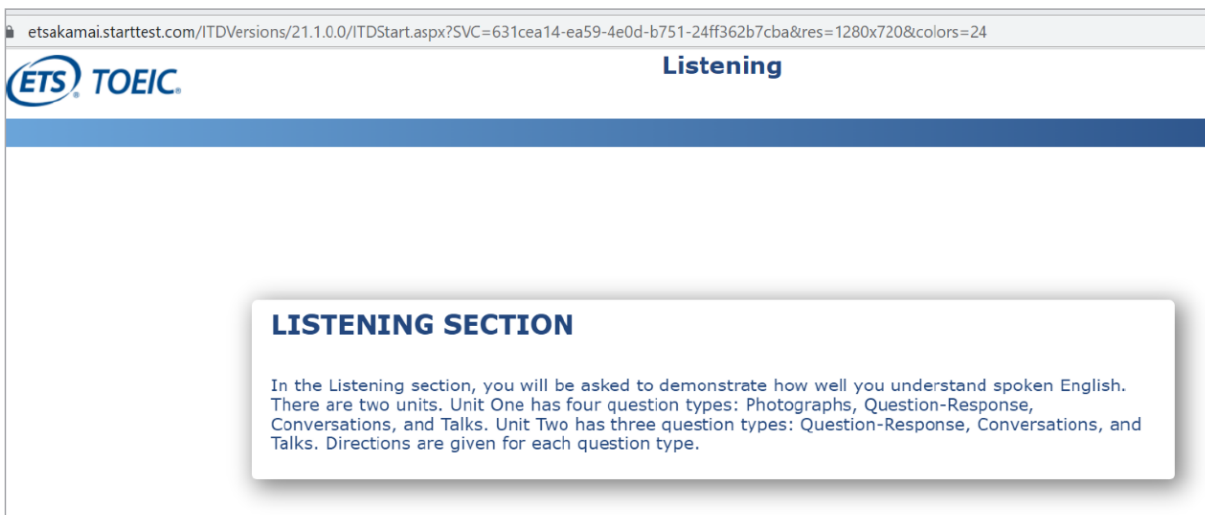 etsakamai.starttest.com/ITDVersions/21.1.0.0/ITDStart.aspx?SVC=631cea14-ea59-4e0d-b751-24ff362b7cba&res=1280x720&colors=24
ETS® TOEIC®
Listening
LISTENING SECTION
In the Listening section, you will be asked to demonstrate how well you understand spoken English.
There are two units. Unit One has four question types: Photographs, Question-Response,
Conversations, and Talks. Unit Two has three question types: Question-Response, Conversations, and
Talks. Directions are given for each question type.